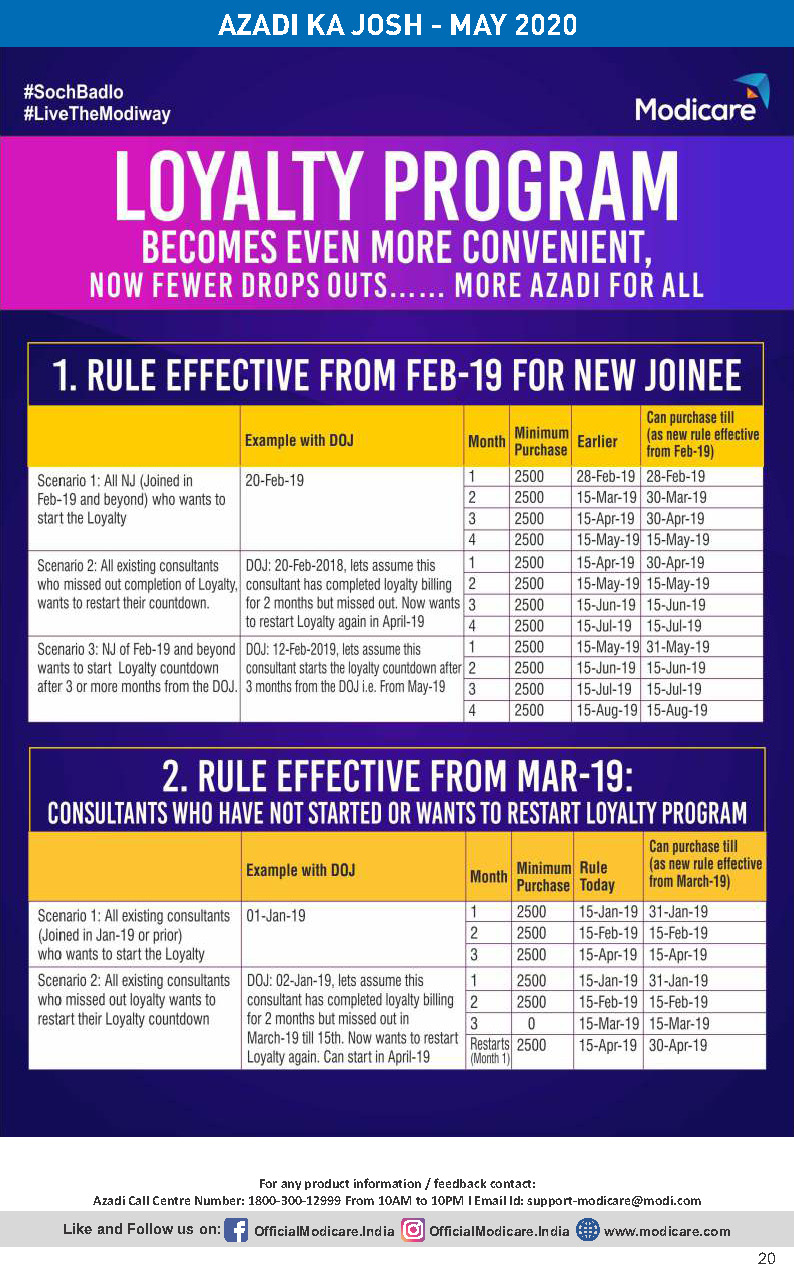 AZADI KA JOSH - MAY 2020
#SochBadlo
#LiveTheModiway
Modicare
LOYALTY PROGRAM
BECOMES EVEN MORE CONVENIENT,
NOW FEWER DROPS OUTS...... MORE AZADI FOR ALL
1. RULE EFFECTIVE FROM FEB-19 FOR NEW JOINEE
Example with DOJ Month Minimum Purchase Earlier Can purchase till (as new rule effective from Feb-19)
Scenario 1: All NJ (Joined in 20-Feb-19 1 2500 28-Feb-19 28-Feb-19
Feb-19 and beyond) who wants to 2 2500 15-Mar-19 30-Mar-19
start the Loyalty 3 2500 15-Apr-19 30-Apr-19
4 2500 15-May-19 15-May-19
Scenario 2: All existing consultants DOJ: 20-Feb-2018, lets assume this 1 2500 15-Apr-19 30-Apr-19
who missed out completion of Loyalty, consultant has completed loyalty billing 2 2500 15-May-19 15-May-19
wants to restart their countdown. for 2 months but missed out. Now wants 3 2500 15-Jun-19 15-Jun-19
to restart Loyalty again in April-19 4 2500 15-Jul-19 15-Jul-19
Scenario 3: NJ of Feb-19 and beyond DOJ: 12-Feb-2019, lets assume this 1 2500 15-May-19 31-May-19
wants to start Loyalty countdown consultant starts the loyalty countdown after 2 2500 15-Jun-19 15-Jun-19
after 3 or more months from the DOJ. 3 months from the DOJ i.e. From May-19 3 2500 15-Jul-19 15-Jul-19
4 2500 15-Aug-19 15-Aug-19
2. RULE EFFECTIVE FROM MAR-19:
CONSULTANTS WHO HAVE NOT STARTED OR WANTS TO RESTART LOYALTY PROGRAM
Example with DOJ Month Minimum Purchase Rule Today Can purchase till (as new rule effective from March-19)
Scenario 1: All existing consultants 01-Jan-19 1 2500 15-Jan-19 31-Jan-19
(Joined in Jan-19 or prior) 2 2500 15-Feb-19 15-Feb-19
who wants to start the Loyalty 3 2500 15-Apr-19 15-Apr-19
Scenario 2: All existing consultants DOJ: 02-Jan-19, lets assume this 1 2500 15-Jan-19 31-Jan-19
who missed out loyalty wants to consultant has completed loyalty billing 2 2500 15-Feb-19 15-Feb-19
restart their Loyalty countdown for 2 months but missed out in 3 0 15-Mar-19 15-Mar-19
March-19 till 15th. Now wants to restart Restarts 2500 15-Apr-19 30-Apr-19
Loyalty again. Can start in April-19 (Month 1)
For any product information / feedback contact:
Azadi Call Centre Number: 1800-300-12999 From 10AM to 10PM I Email Id: support-modicare@modi.com
Like and Follow us on: OfficialModicare.India OfficialModicare.India www.modicare.com
20